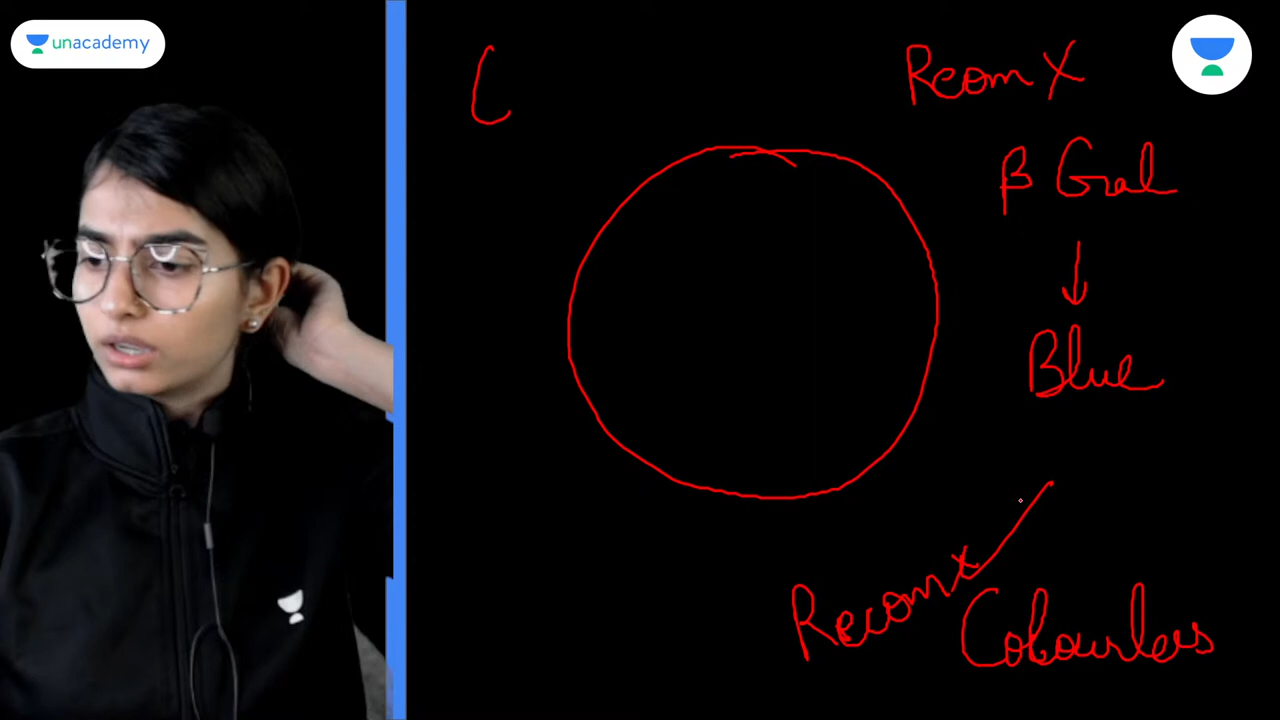 unacademy
Recom X
β Gal
↓
Blue
Recom ✓
Colourless